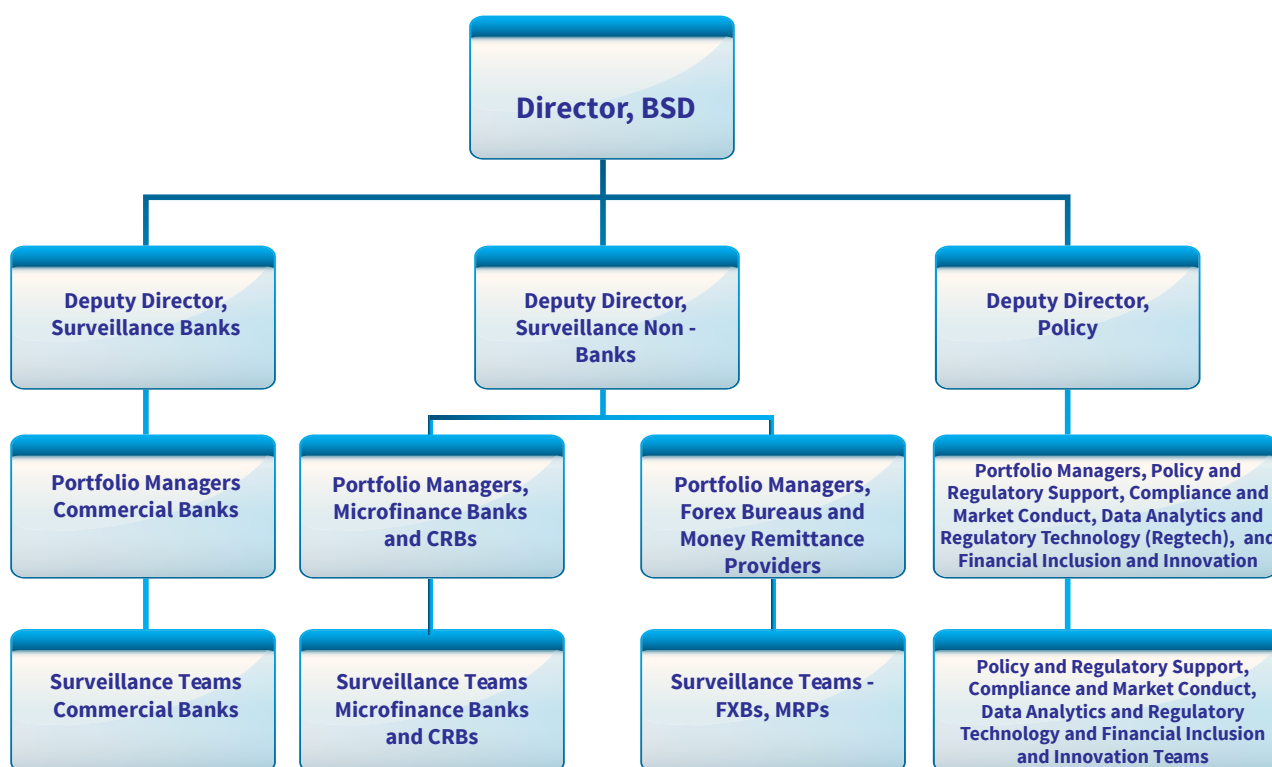 Director, BSD
Deputy Director,
Surveillance Banks
Deputy Director,
Surveillance Non -
Banks
Deputy Director,
Policy
Portfolio Managers
Commercial Banks
Portfolio Managers,
Microfinance Banks
and CRBs
Portfolio Managers,
Forex Bureaus and
Money Remittance
Providers
Portfolio Managers, Policy and
Regulatory Support, Compliance and
Market Conduct, Data Analytics and
Regulatory Technology (Regtech), and
Financial Inclusion and Innovation
Surveillance Teams
Commercial Banks
Surveillance Teams
Microfinance Banks
and CRBs
Surveillance Teams -
FXBs, MRPs
Policy and Regulatory Support,
Compliance and Market Conduct,
Data Analytics and Regulatory
Technology and Financial Inclusion
and Innovation Teams